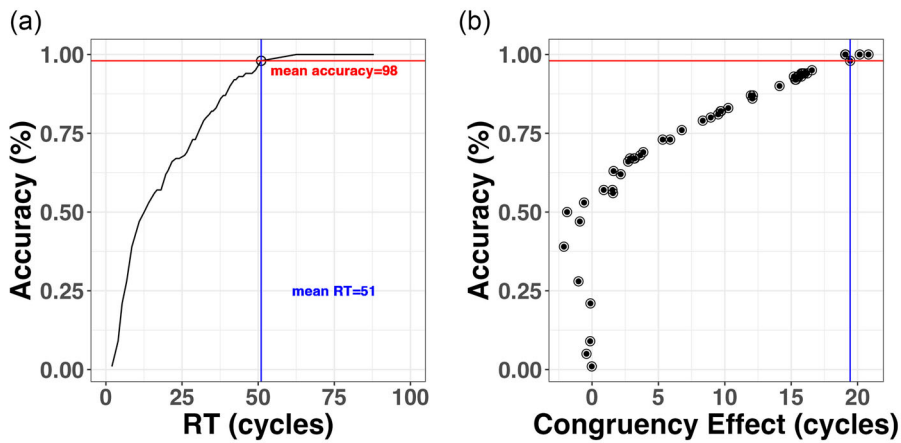 (a)
(b)
Accuracy (%)
1.00
0.75
0.50
0.25
0.00
mean accuracy=98
mean RT=51
0
25
50
75
100
RT (cycles)
Accuracy (%)
1.00
0.75
0.50
0.25
0.00
0
5
10
15
20
Congruency Effect (cycles)